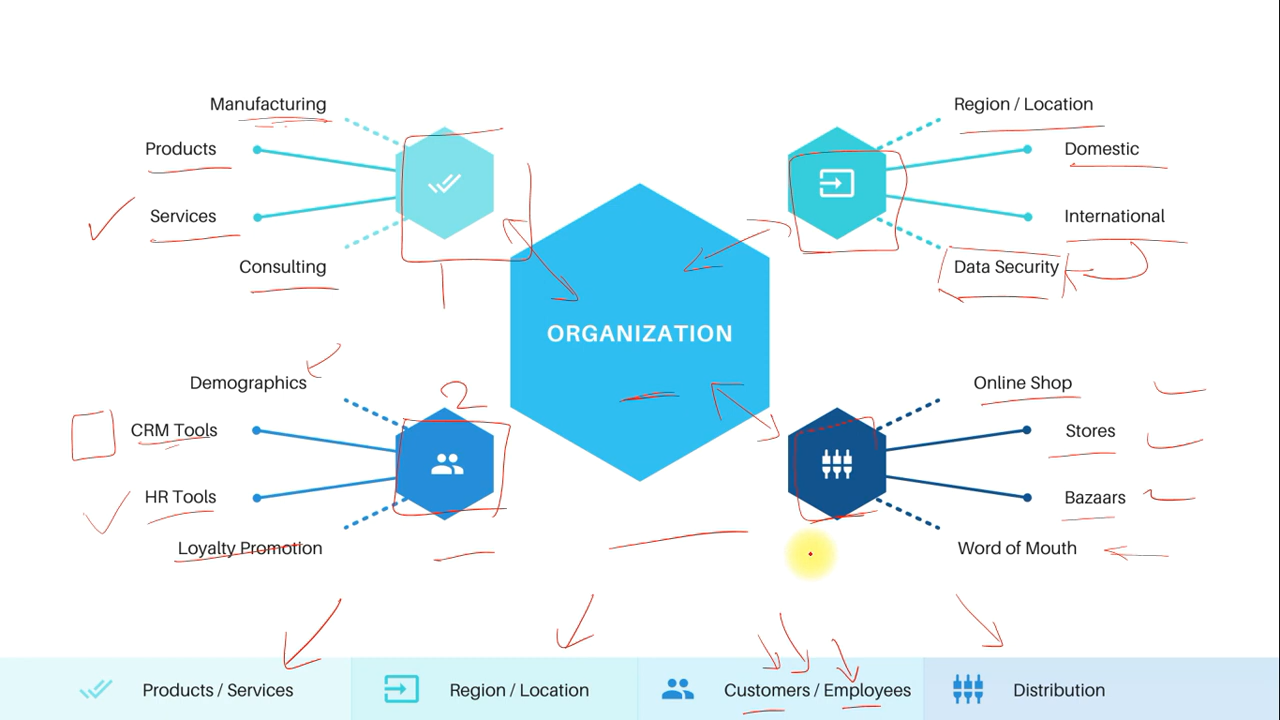 Manufacturing
Products
Services
Consulting
Region / Location
Domestic
International
Data Security
ORGANIZATION
Demographics
CRM Tools
HR Tools
Loyalty Promotion
2
Online Shop
Stores
Bazaars
Word of Mouth
Products / Services
Region / Location
Customers / Employees
Distribution